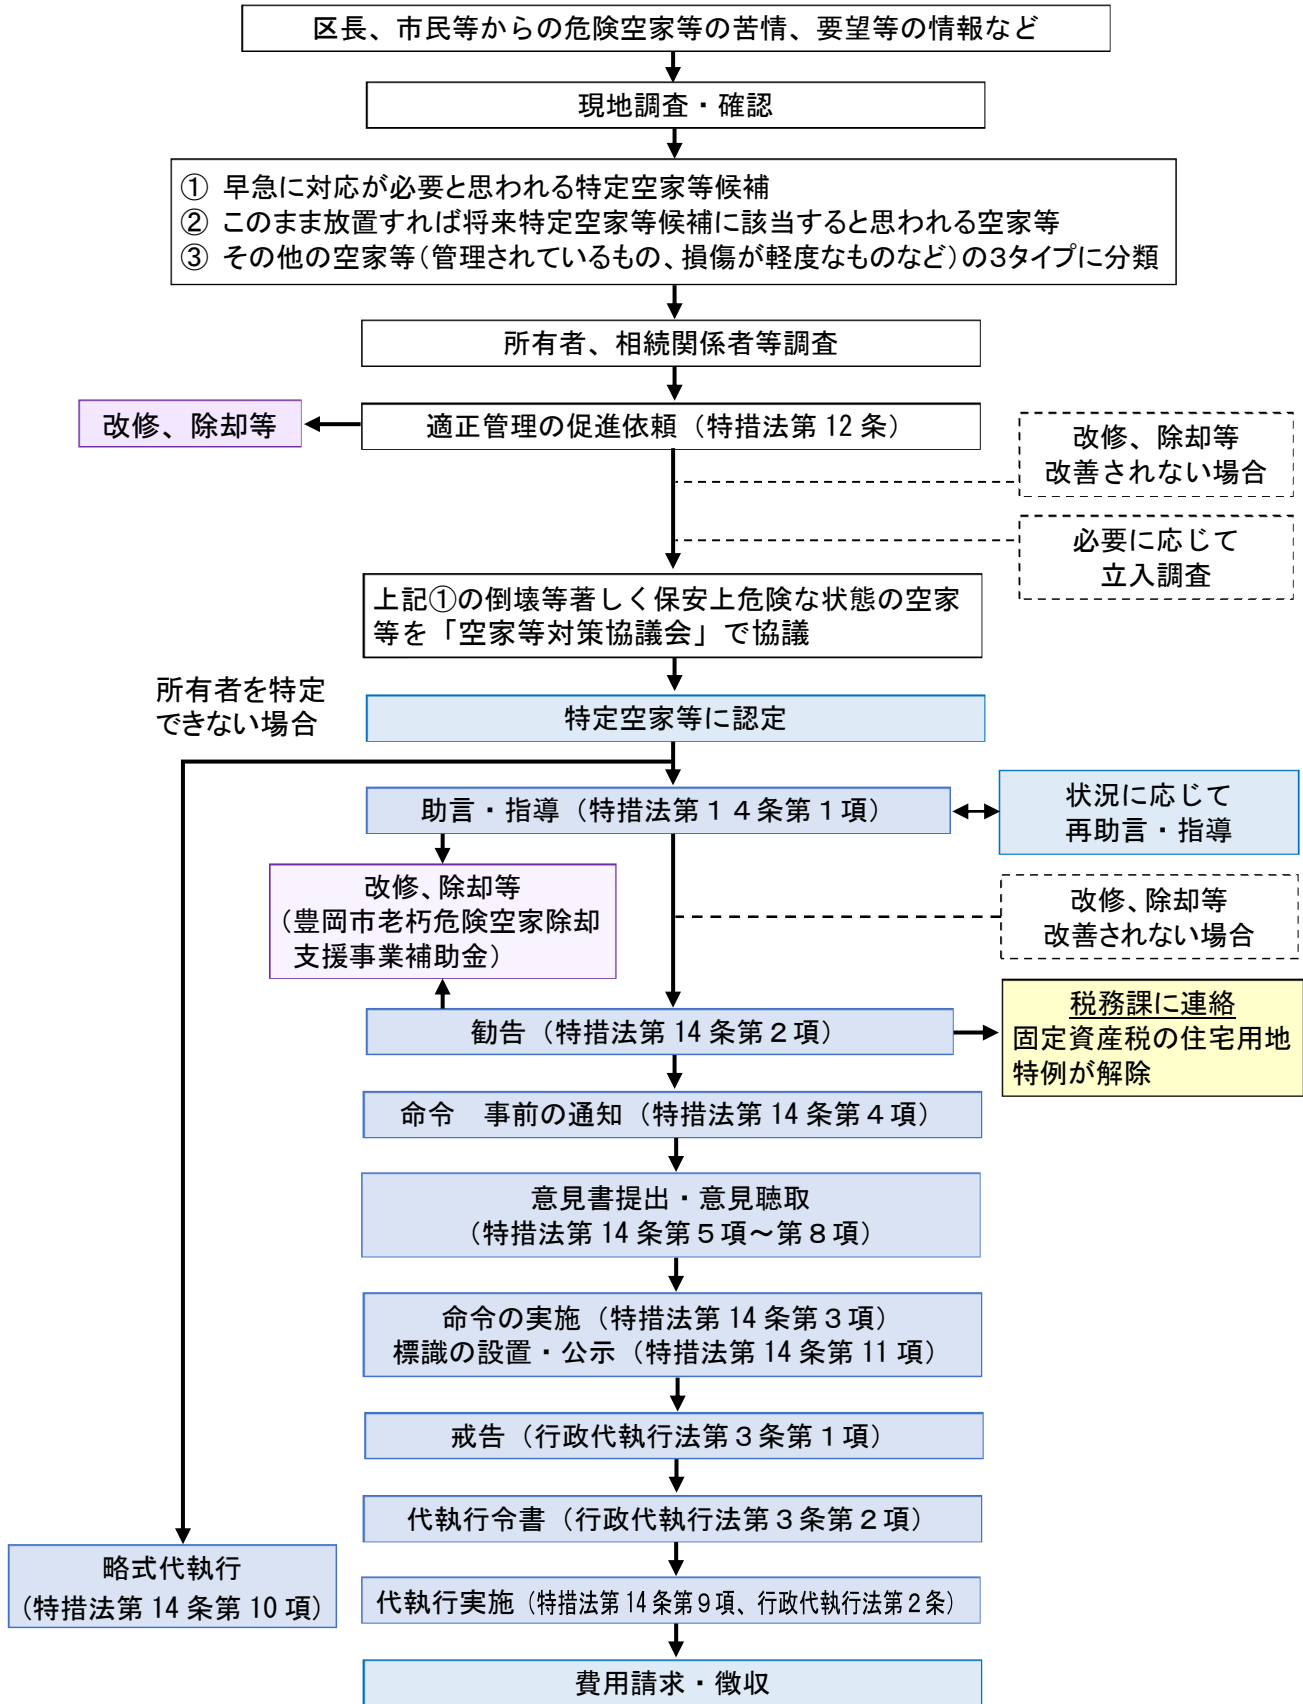 区長、市民等からの危険空家等の苦情、要望等の情報など
現地調査・確認
① 早急に対応が必要と思われる特定空家等候補
② このまま放置すれば将来特定空家等候補に該当すると思われる空家等
③ その他の空家等（管理されているもの、損傷が軽度なものなど）の３タイプに分類
所有者、相続関係者等調査
改修、除却等
適正管理の促進依頼（特措法第 12 条）
改修、除却等
改善されない場合
必要に応じて
立入調査
上記①の倒壊等著しく保安上危険な状態の空家
等を「空家等対策協議会」で協議
所有者を特定
できない場合
特定空家等に認定
助言・指導（特措法第１４条第１項）
状況に応じて
再助言・指導
改修、除却等
（豊岡市老朽危険空家除却
支援事業補助金）
改修、除却等
改善されない場合
勧告（特措法第 14 条第２項）
税務課に連絡
固定資産税の住宅用地
特例が解除
命令　事前の通知（特措法第 14 条第４項）
意見書提出・意見聴取
（特措法第 14 条第５項～第８項）
命令の実施（特措法第 14 条第３項）
標識の設置・公示（特措法第 14 条第 11 項）
戒告（行政代執行法第３条第１項）
代執行令書（行政代執行法第３条第２項）
略式代執行
（特措法第 14 条第 10 項）
代執行実施（特措法第 14 条第９項、行政代執行法第２条）
費用請求・徴収